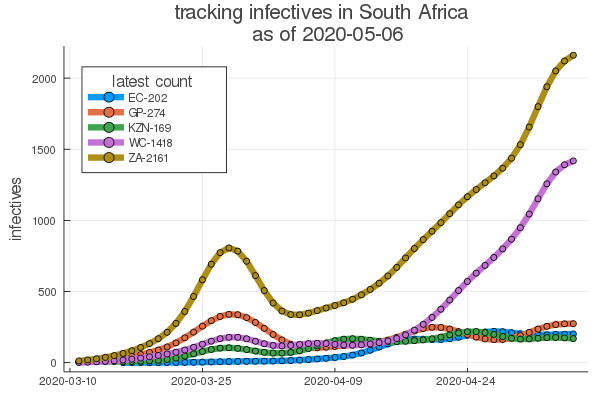 tracking infectives in South Africa
as of 2020-05-06
latest count
EC-202
GP-274
KZN-169
WC-1418
ZA-2161
infectives
2000
1500
1000
500
0
2020-03-10
2020-03-25
2020-04-09
2020-04-24